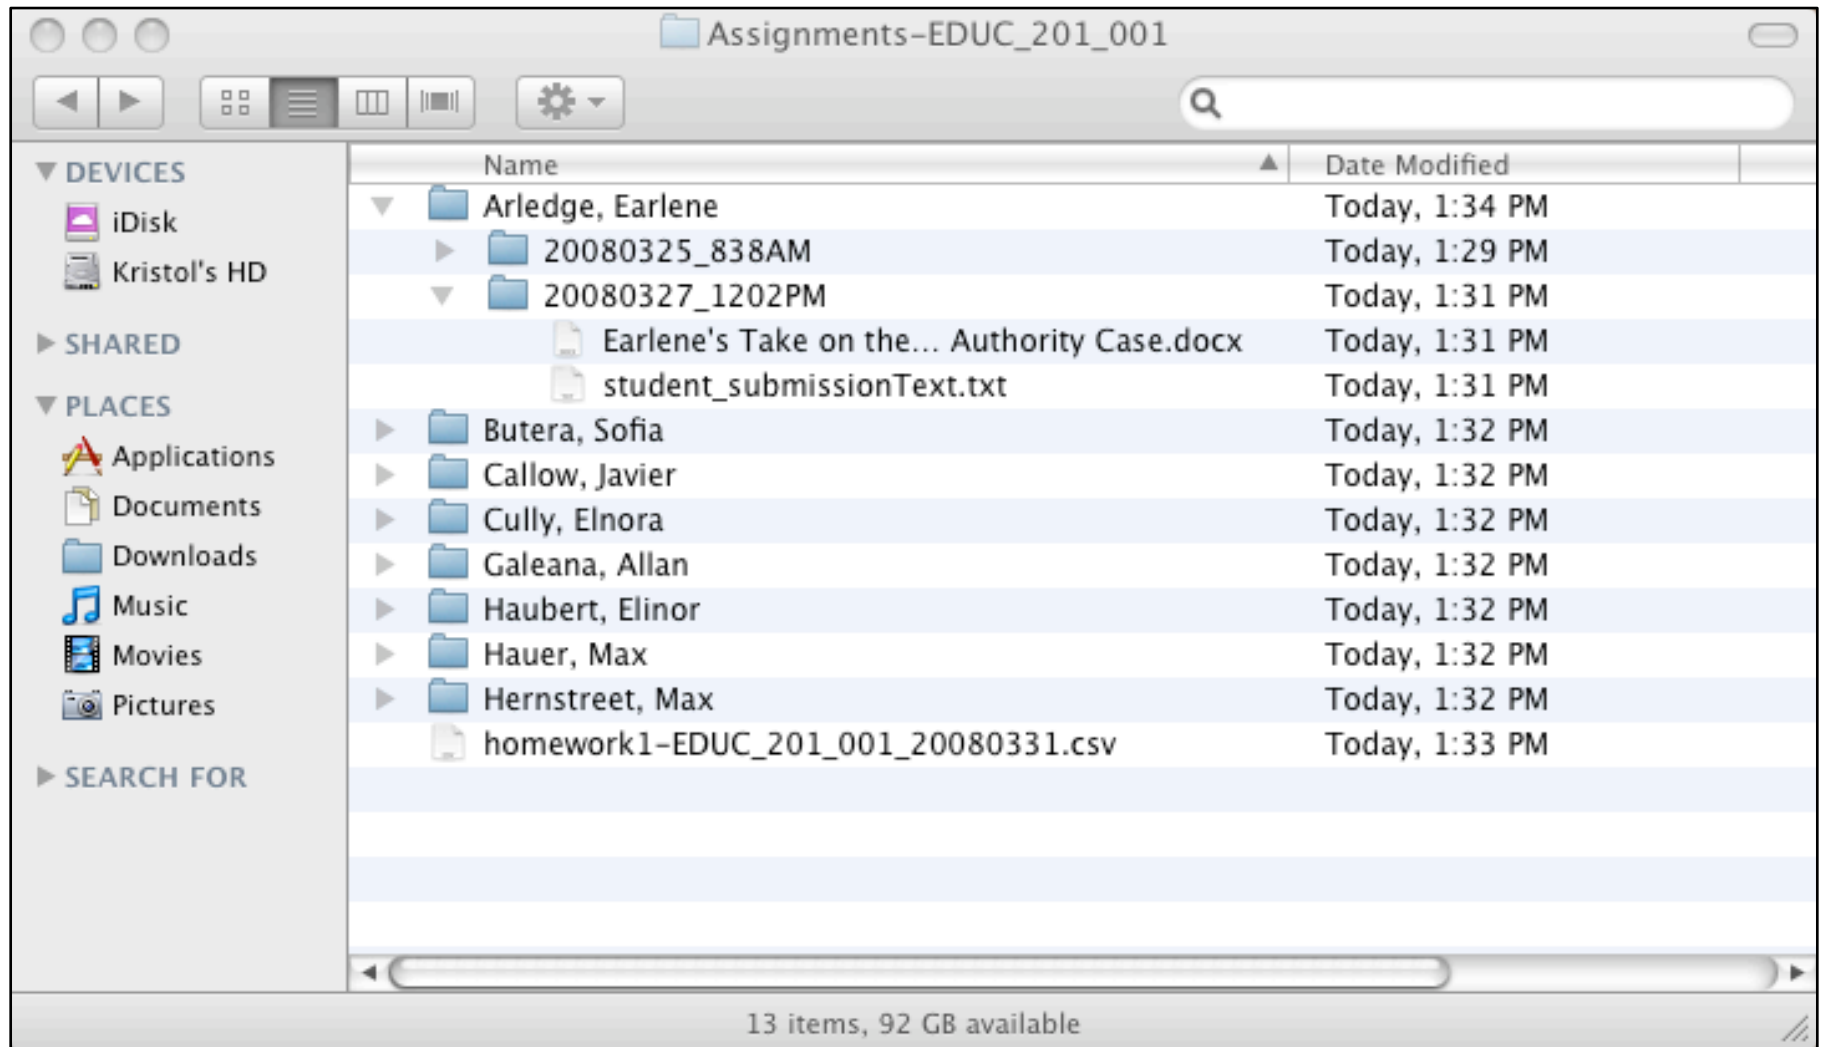 Assignments-EDUC_201_001
DEVICES
iDisk
Kristol's HD
SHARED
PLACES
Applications
Documents
Downloads
Music
Movies
Pictures
SEARCH FOR
Name Date Modified
Arledge, Earlene Today, 1:34 PM
20080325_838AM Today, 1:29 PM
20080327_1202PM Today, 1:31 PM
Earlene's Take on the... Authority Case.docx Today, 1:31 PM
student_submissionText.txt Today, 1:31 PM
Butera, Sofia Today, 1:32 PM
Callow, Javier Today, 1:32 PM
Cully, Elnora Today, 1:32 PM
Galeana, Allan Today, 1:32 PM
Haubert, Elinor Today, 1:32 PM
Hauer, Max Today, 1:32 PM
Hernstreet, Max Today, 1:32 PM
homework1-EDUC_201_001_20080331.csv Today, 1:33 PM
13 items, 92 GB available